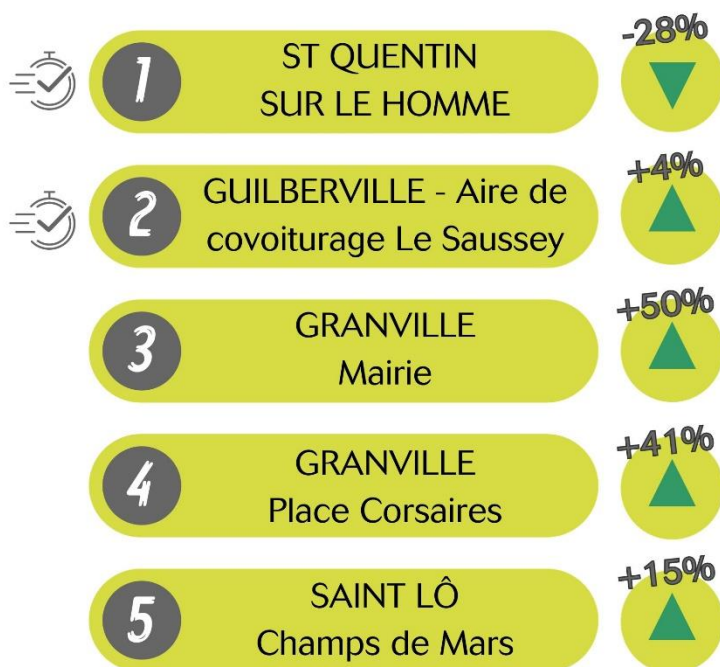 1
ST QUENTIN
SUR LE HOMME
-28%
2
GUILBERVILLE - Aire de
covoiturage Le Saussey
+4%
3
GRANVILLE
Mairie
+50%
4
GRANVILLE
Place Corsaires
+41%
5
SAINT LÔ
Champs de Mars
+15%